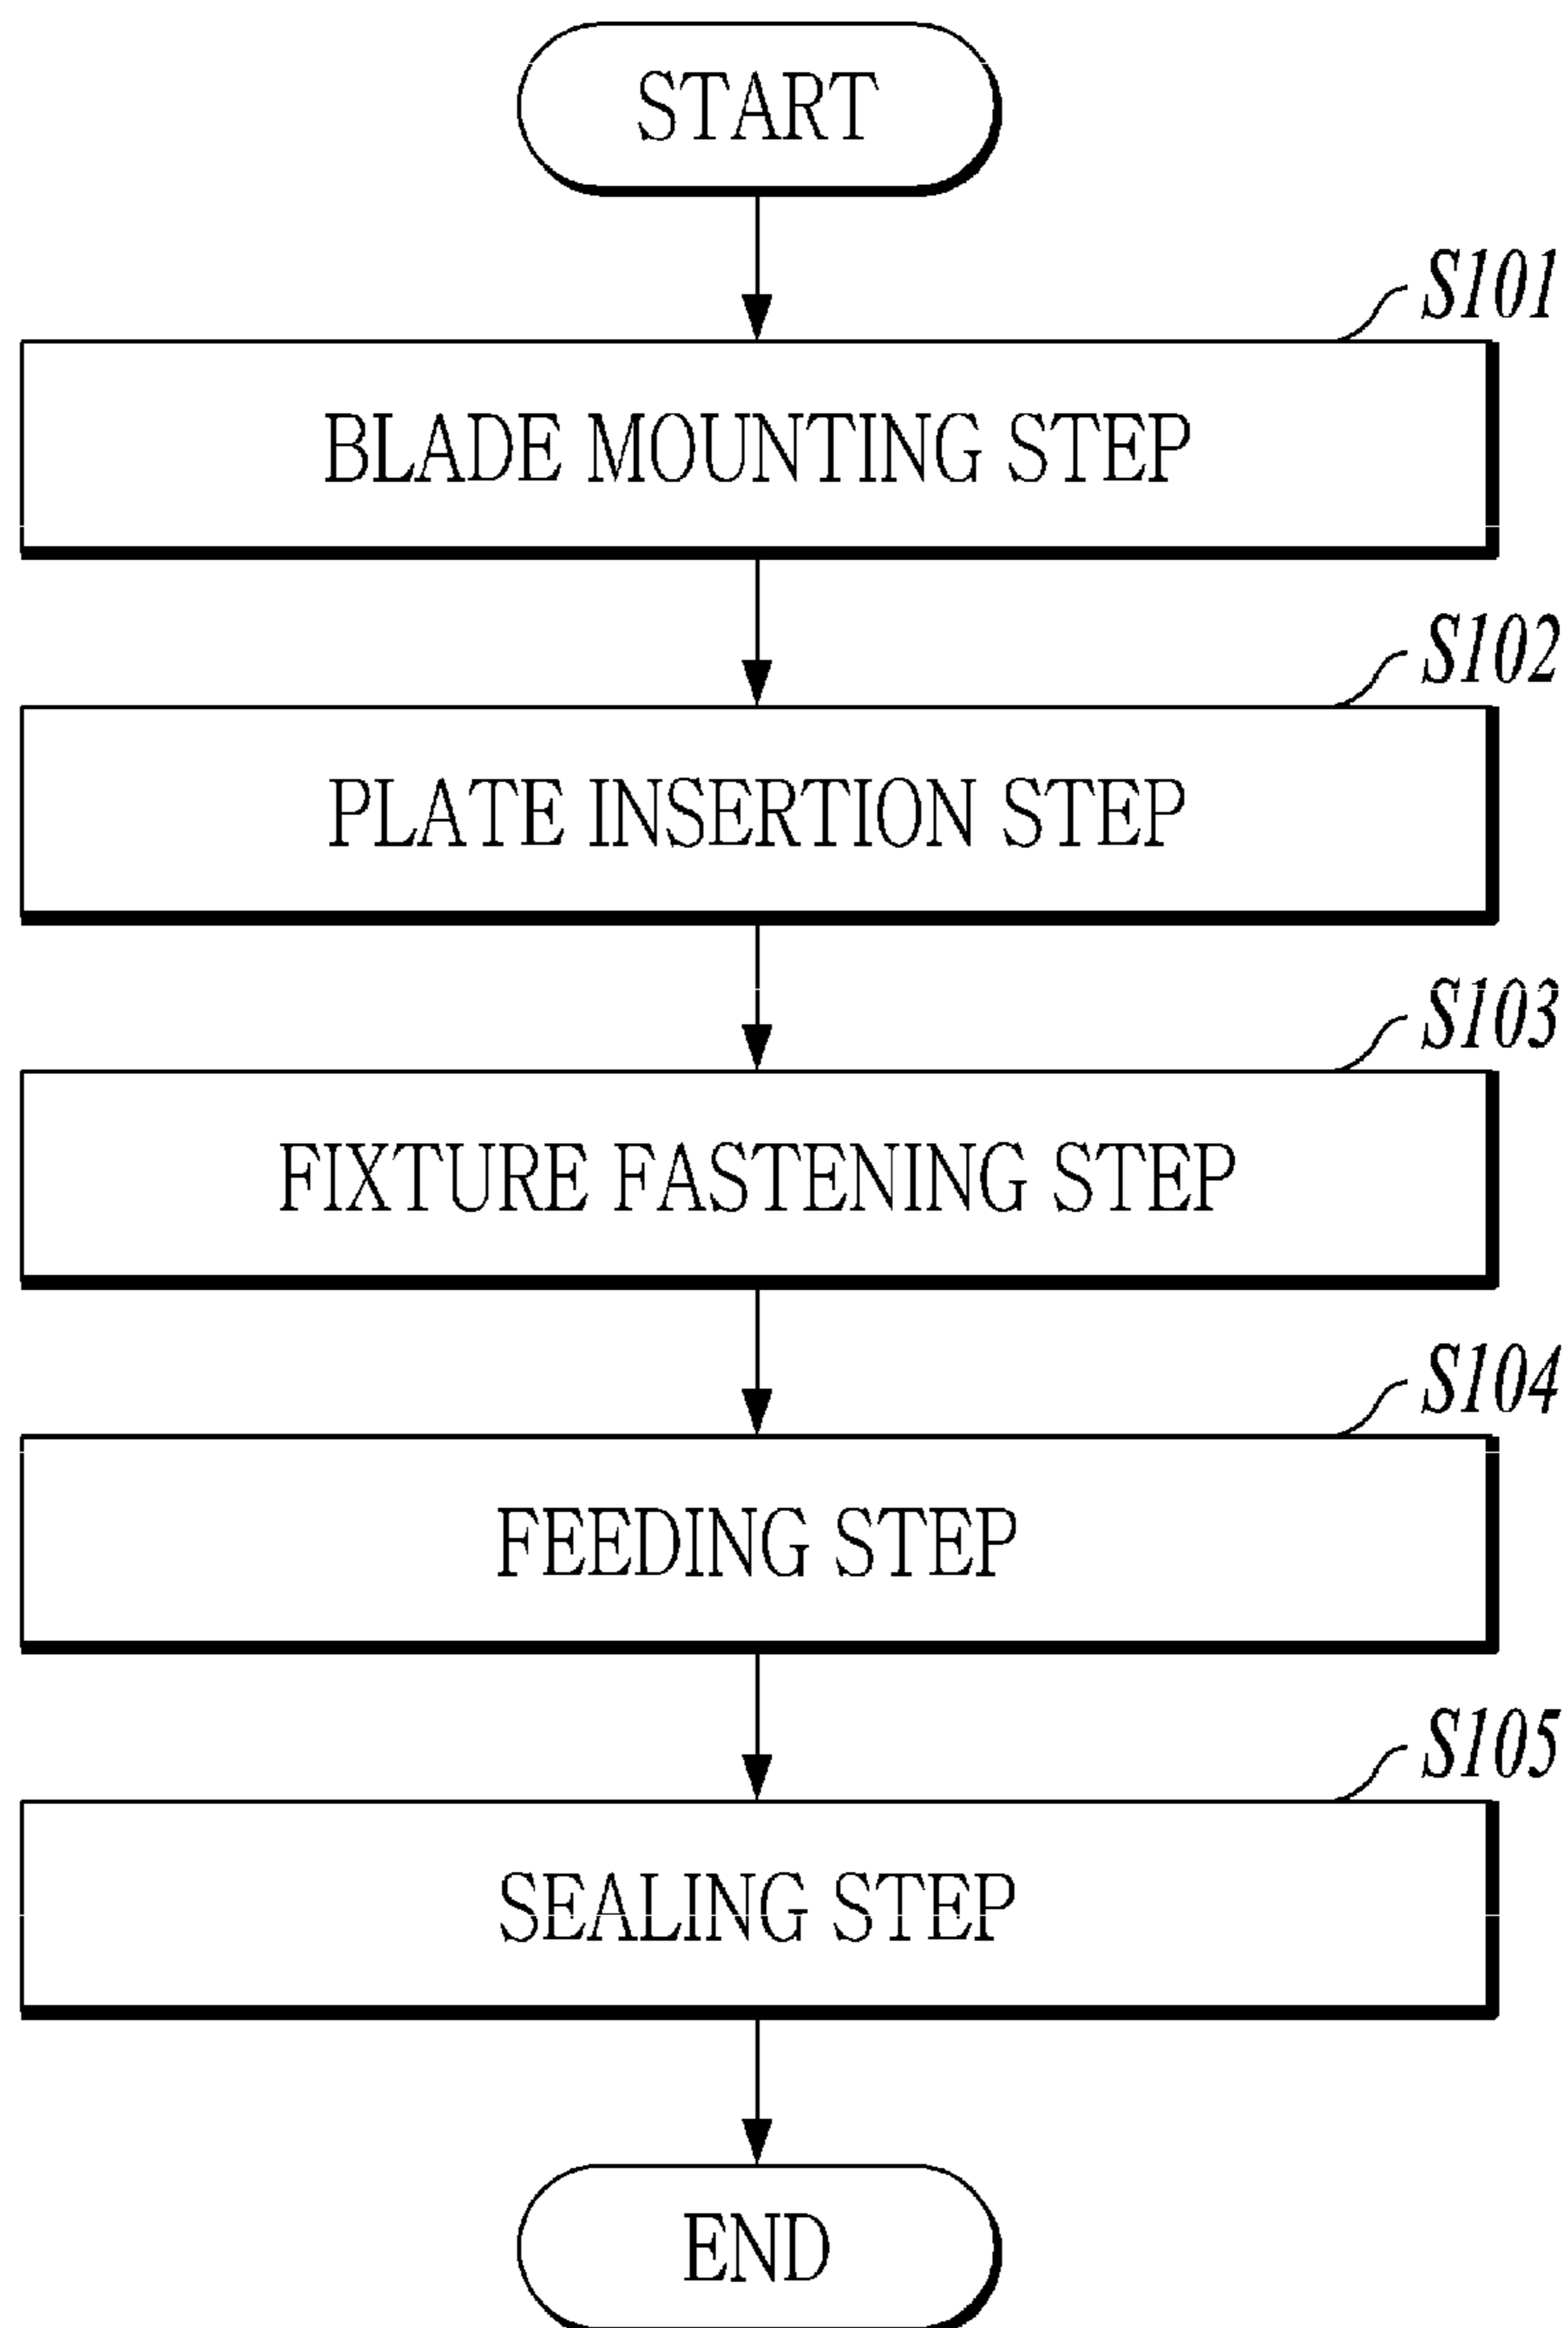 START
S101
BLADE MOUNTING STEP
S102
PLATE INSERTION STEP
S103
FIXTURE FASTENING STEP
S104
FEEDING STEP
S105
SEALING STEP
END